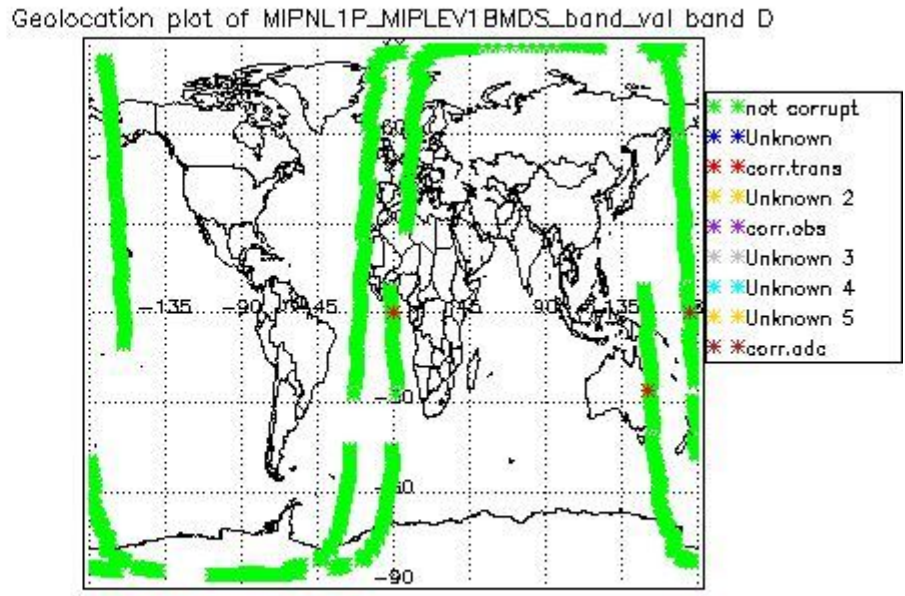 Geolocation plot of MIPNL1P_MIPLEV1BMDS_band_val band D
not corrupt
Unknown
corr.trans
Unknown 2
corr.obs
Unknown 3
Unknown 4
Unknown 5
corr.adc
60
-135 -90 -45 45 90 135
-30
-60
-90